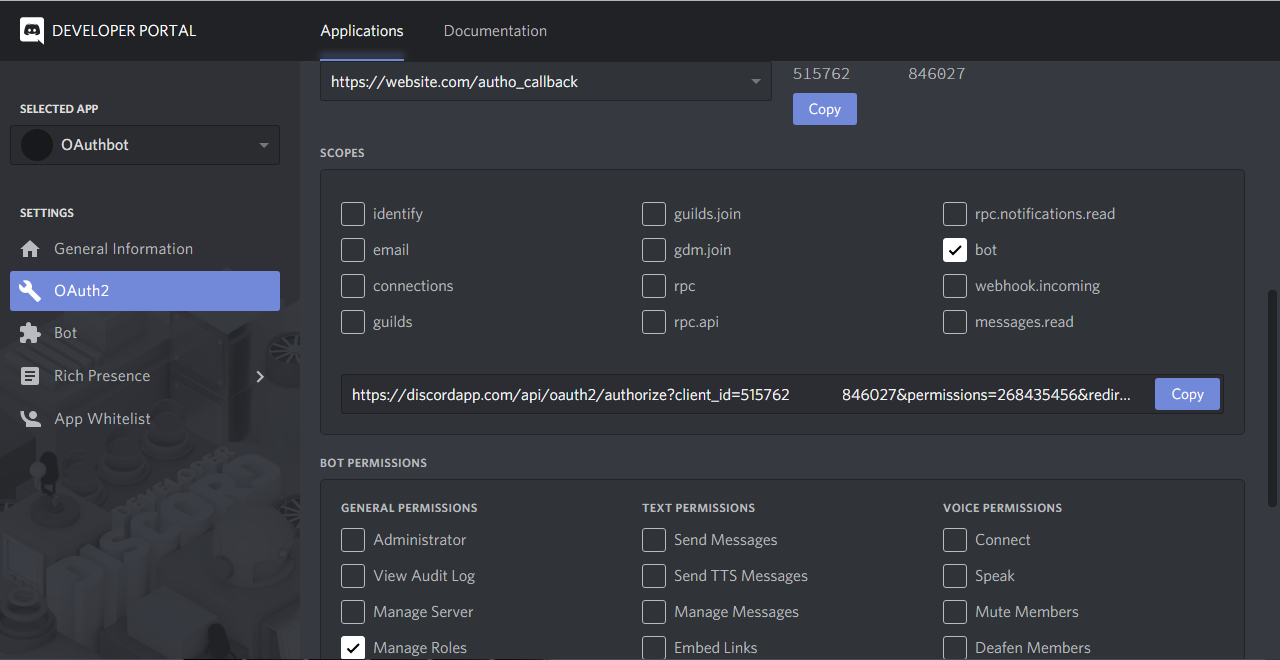 DEVELOPER PORTAL
Applications
Documentation
SELECTED APP
OAuthbot
SETTINGS
General Information
OAuth2
Bot
Rich Presence
App Whitelist
https://website.com/autho_callback
515762 846027
Copy
SCOPES
identify
guilds.join
rpc.notifications.read
email
gdm.join
bot
connections
rpc
webhook.incoming
guilds
rpc.api
messages.read
https://discordapp.com/api/oauth2/authorize?client_id=515762 846027&permissions=268435456&redir...
Copy
BOT PERMISSIONS
GENERAL PERMISSIONS
TEXT PERMISSIONS
VOICE PERMISSIONS
Administrator
Send Messages
Connect
View Audit Log
Send TTS Messages
Speak
Manage Server
Manage Messages
Mute Members
Manage Roles
Embed Links
Deafen Members